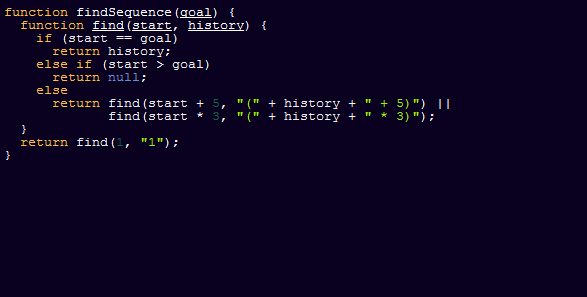 function findSequence(goal) {
  function find(start, history) {
    if (start == goal)
      return history;
    else if (start > goal)
      return null;
    else
      return find(start + 5, "(" + history + " + 5)") ||
             find(start * 3, "(" + history + " * 3)");
  }
  return find(1, "1");
}